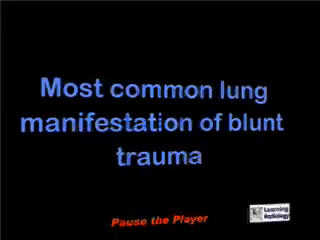 Most common lung
manifestation of blunt
trauma
Pause the Player
Learning
Radiology